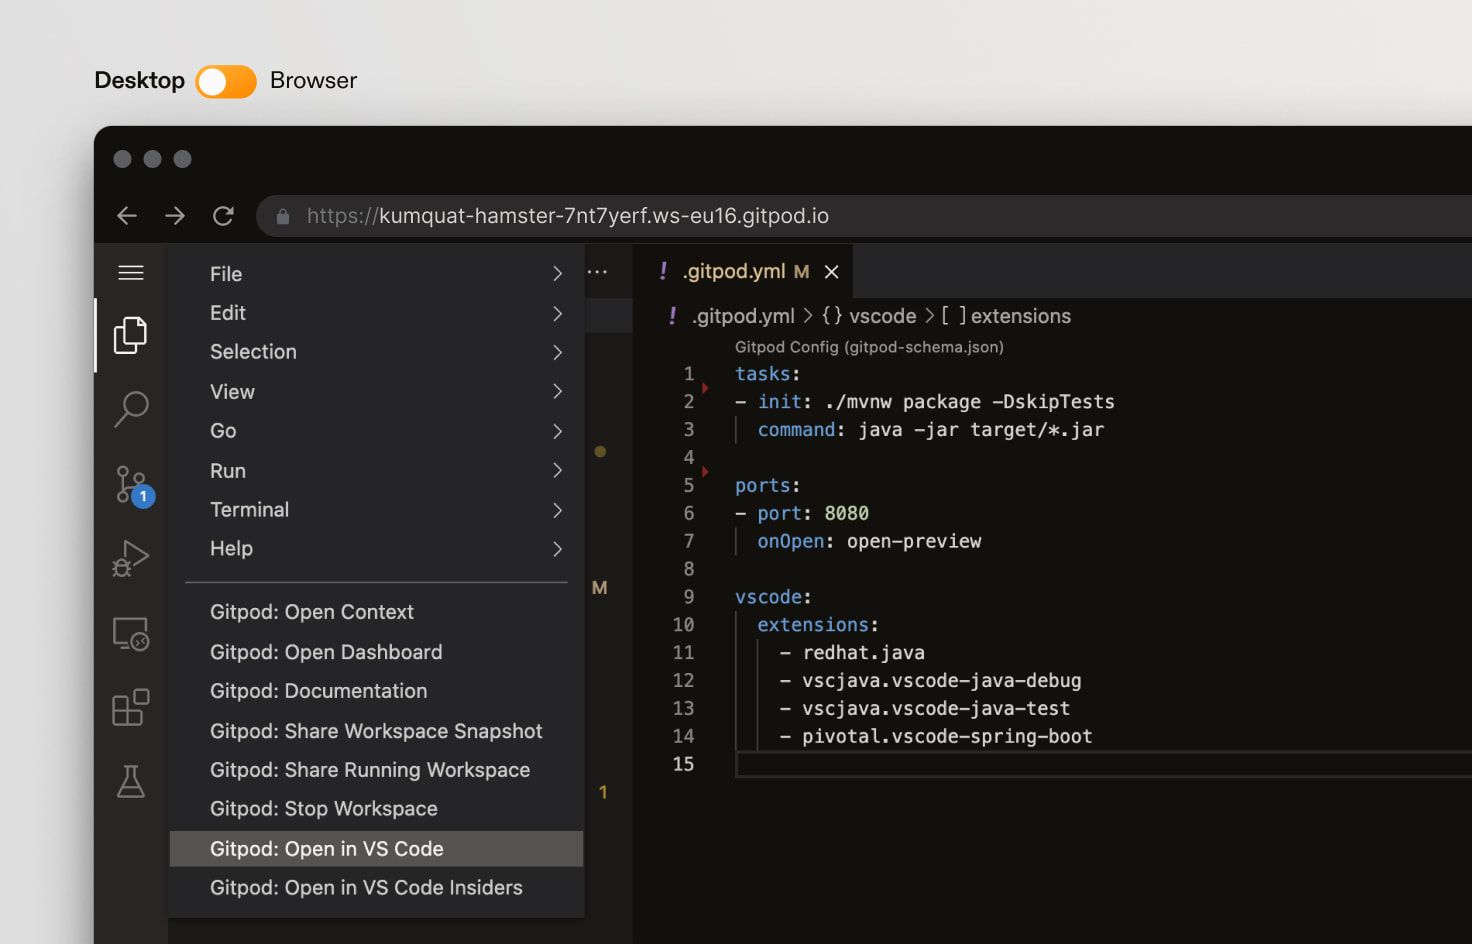 Desktop Browser
https://kumquat-hamster-7nt7yerf.ws-eu16.gitpod.io
File
Edit
Selection
View
Go
Run
Terminal
Help
Gitpod: Open Context
Gitpod: Open Dashboard
Gitpod: Documentation
Gitpod: Share Workspace Snapshot
Gitpod: Share Running Workspace
Gitpod: Stop Workspace
Gitpod: Open in VS Code
Gitpod: Open in VS Code Insiders
1
...
M
1
! .gitpod.yml M
! .gitpod.yml > {} vscode > [ ] extensions
Gitpod Config (gitpod-schema.json)
1 tasks:
2 - init: ./mvnw package -DskipTests
3 command: java -jar target/*.jar
4
5 ports:
6 - port: 8080
7 onOpen: open-preview
8
9 vscode:
10 extensions:
11 - redhat.java
12 - vscjava.vscode-java-debug
13 - vscjava.vscode-java-test
14 - pivotal.vscode-spring-boot
15